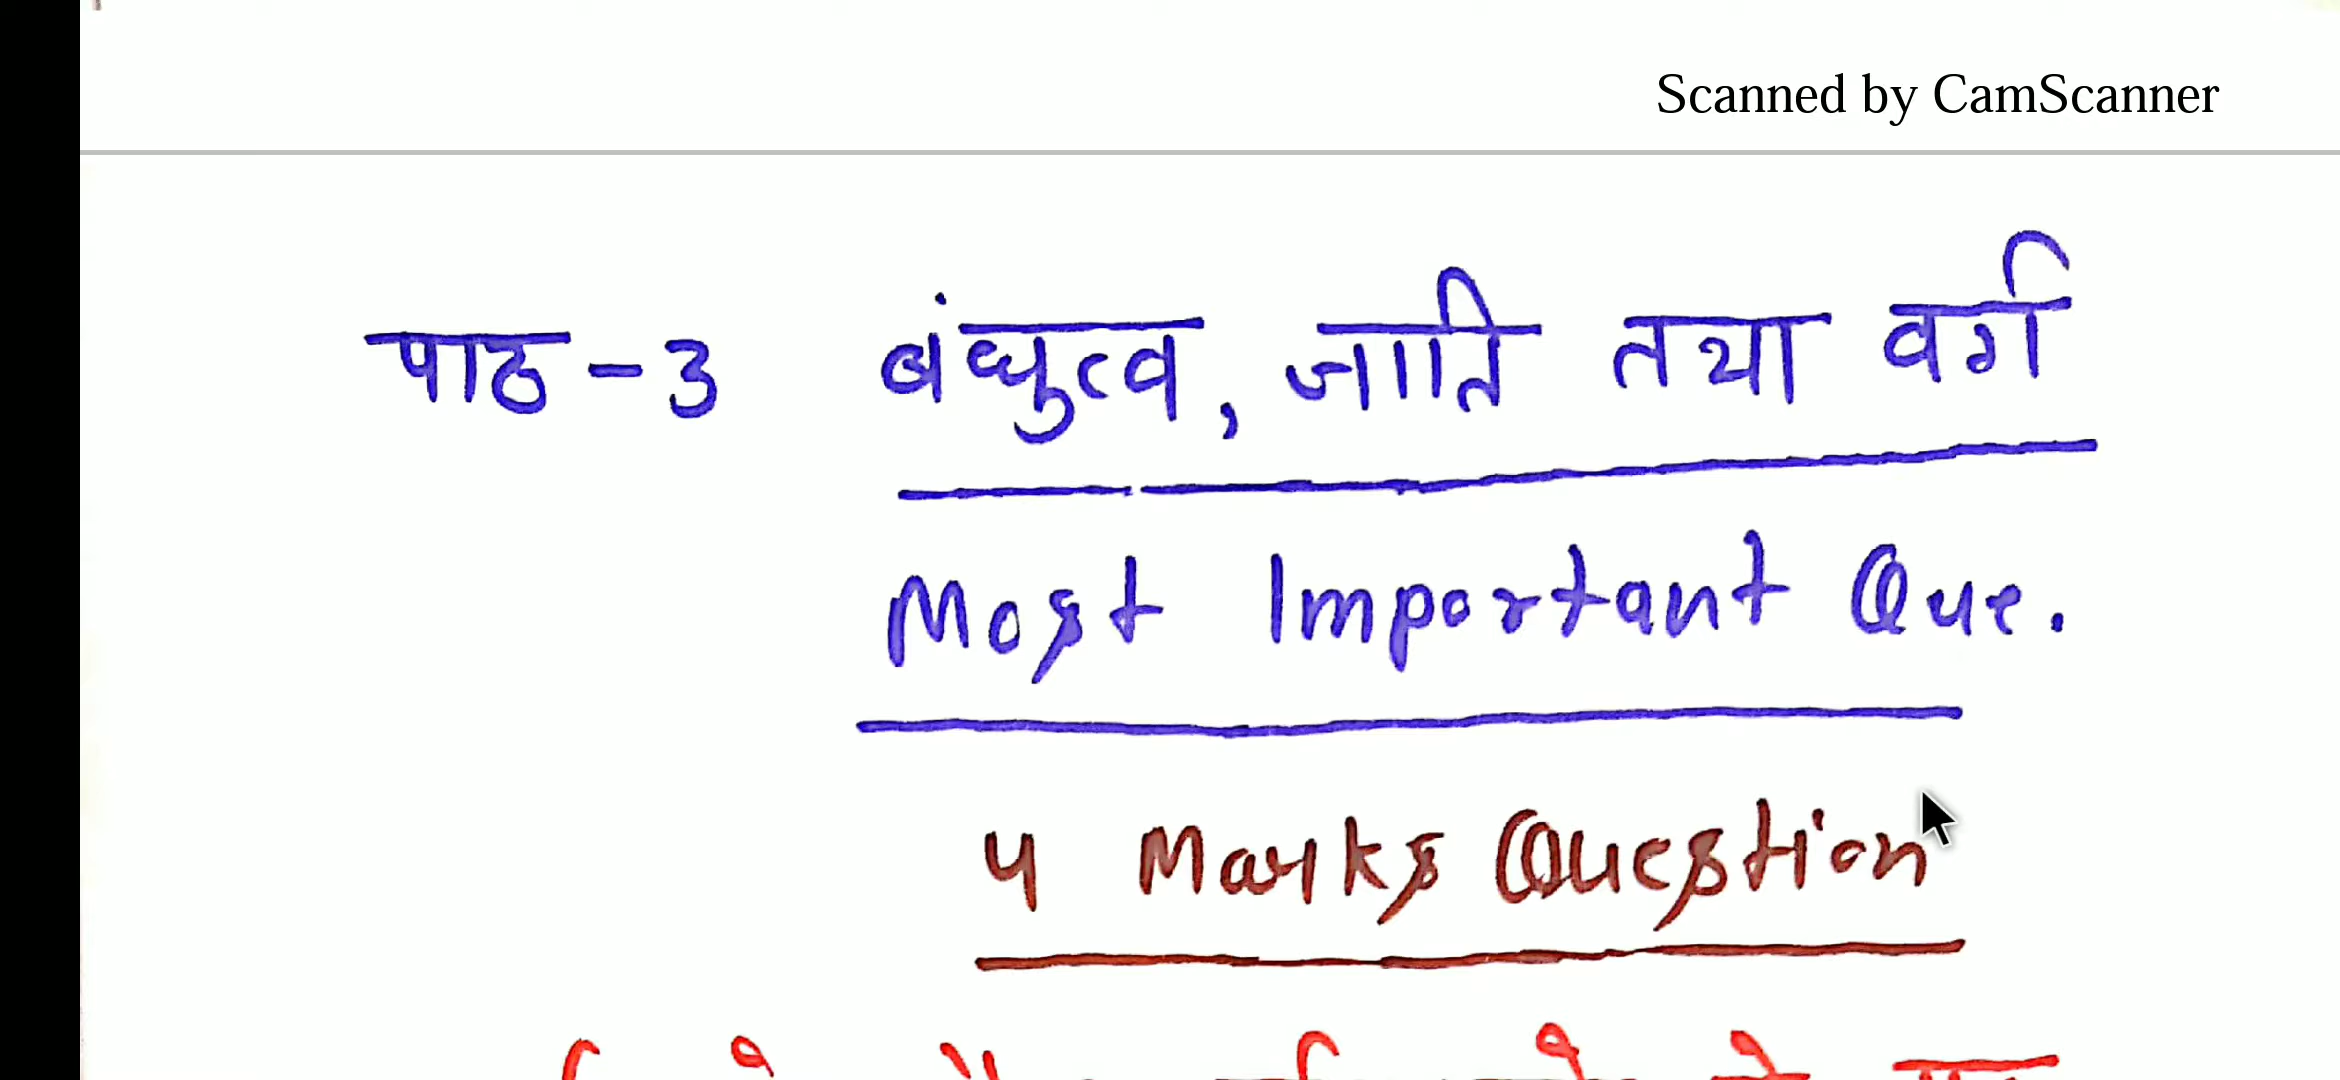 Scanned by CamScanner
पाठ - 3 बंधुत्व, जाति तथा वर्ग
Most Important Que.
4 Marks Question